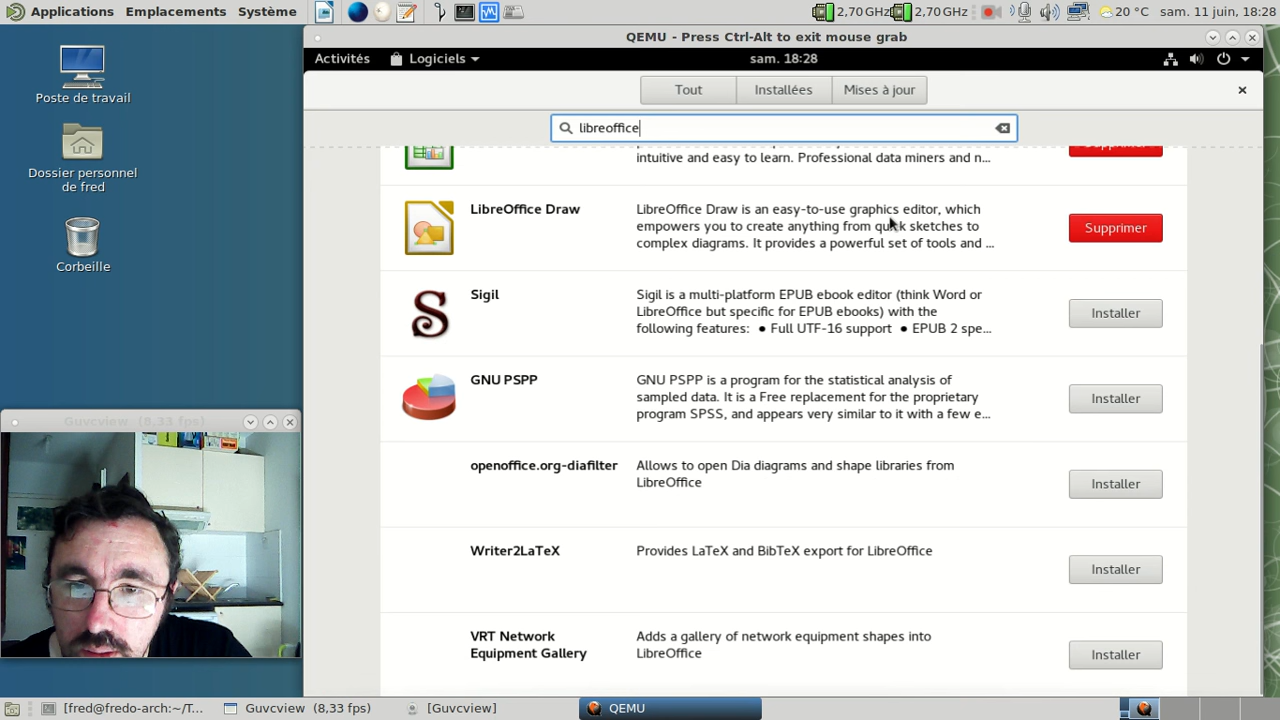 Applications Emplacements Système 2,70 GHz 2,70 GHz 20 °C sam. 11 juin, 18:28
Poste de travail
Dossier personnel
de fred
Corbeille
QEMU - Press Ctrl-Alt to exit mouse grab
Activités Logiciels sam. 18:28
Tout Installées Mises à jour
libreoffice
intuitive and easy to learn. Professional data miners and n...
LibreOffice Draw
LibreOffice Draw is an easy-to-use graphics editor, which
empowers you to create anything from quick sketches to
complex diagrams. It provides a powerful set of tools and ...
Supprimer
Sigil
Sigil is a multi-platform EPUB ebook editor (think Word or
LibreOffice but specific for EPUB ebooks) with the
following features: ● Full UTF-16 support ● EPUB 2 spe...
Installer
GNU PSPP
GNU PSPP is a program for the statistical analysis of
sampled data. It is a Free replacement for the proprietary
program SPSS, and appears very similar to it with a few e...
Installer
openoffice.org-diafilter
Allows to open Dia diagrams and shape libraries from
LibreOffice
Installer
Writer2LaTeX
Provides LaTeX and BibTeX export for LibreOffice
Installer
VRT Network
Equipment Gallery
Adds a gallery of network equipment shapes into
LibreOffice
Installer
Guvcview (8,33 fps)
[fred@fredo-arch:~/T... Guvcview (8,33 fps) [Guvcview] QEMU